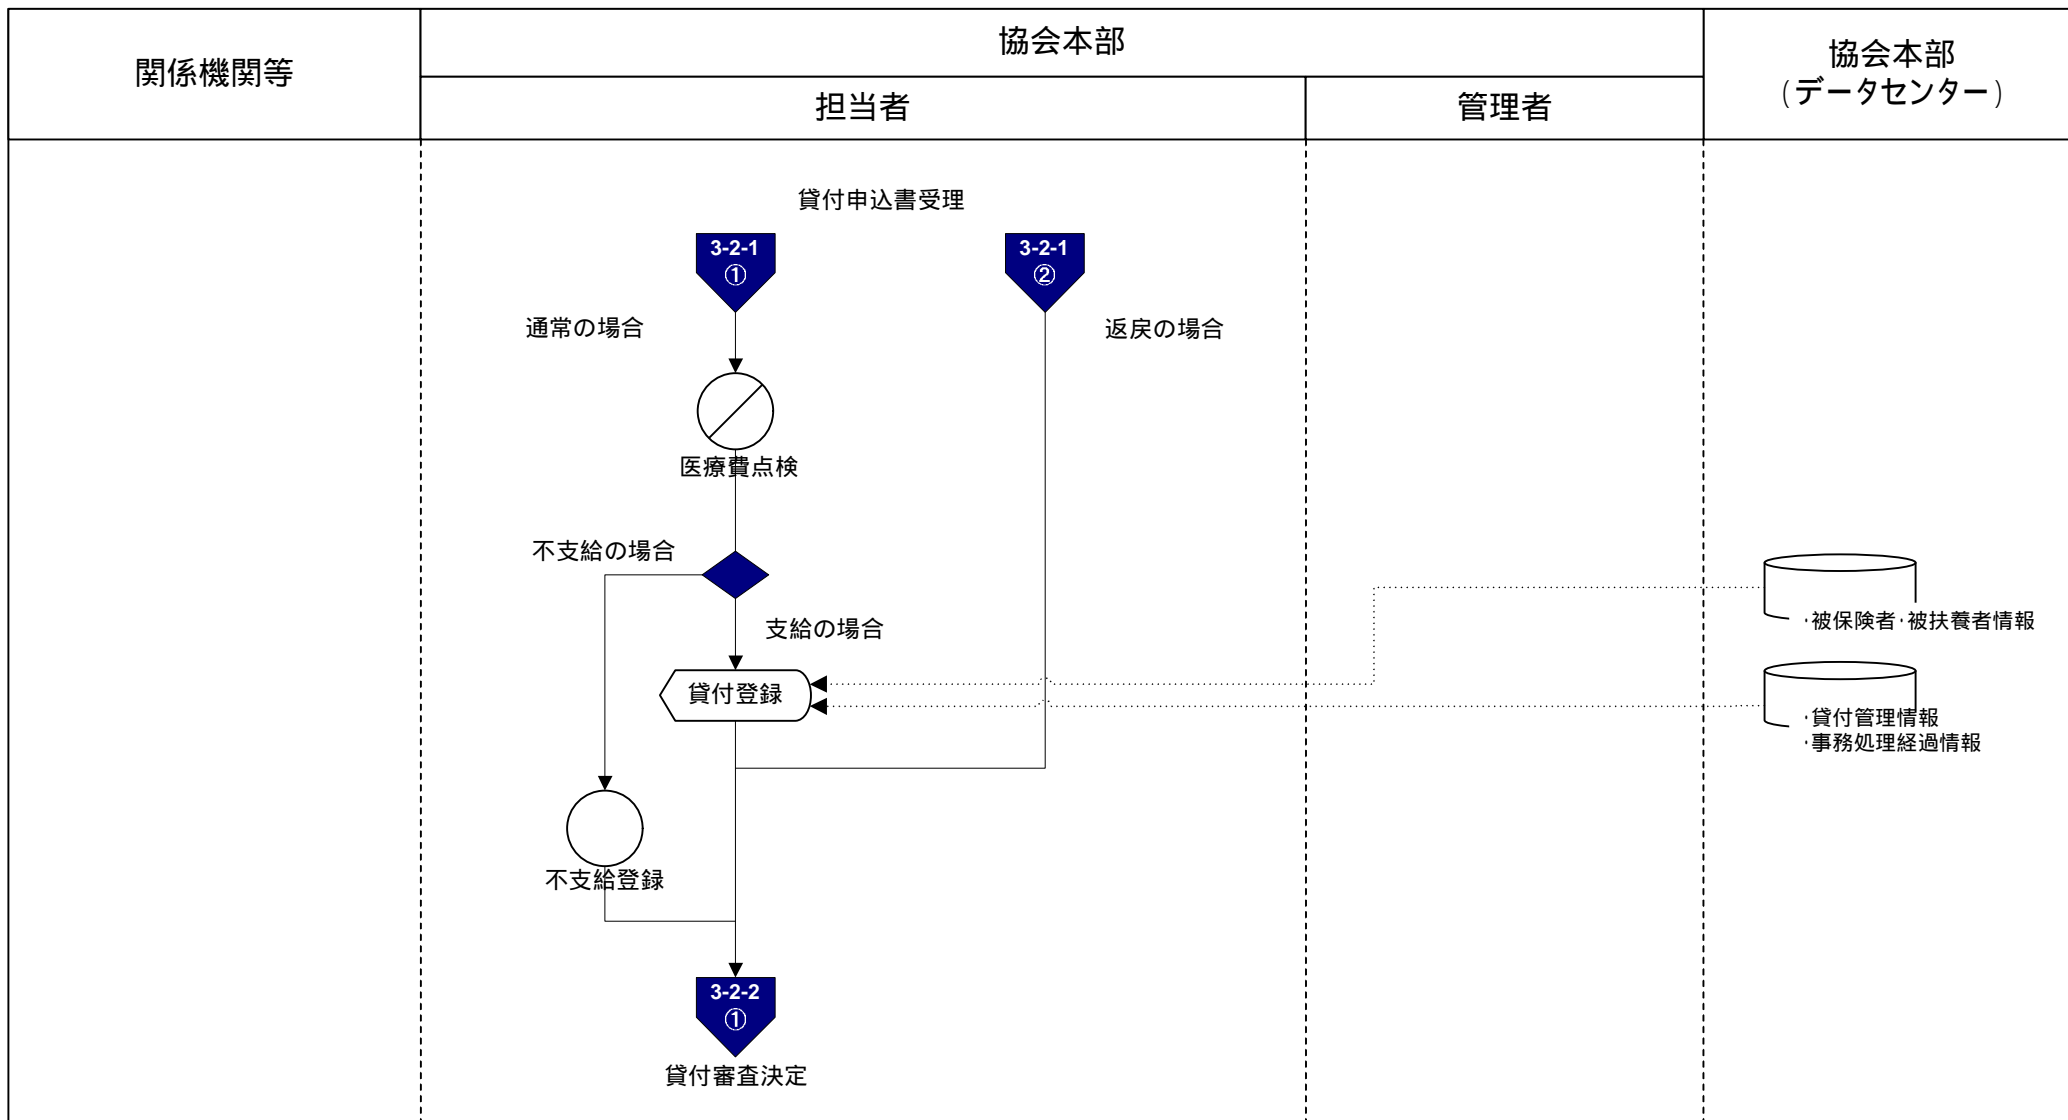 関係機関等
協会本部
担当者
管理者
協会本部
(データセンター)
貸付申込書受理
3-2-1
①
3-2-1
②
通常の場合
返戻の場合
医療費点検
不支給の場合
支給の場合
貸付登録
・被保険者・被扶養者情報
・貸付管理情報
・事務処理経過情報
不支給登録
3-2-2
①
貸付審査決定